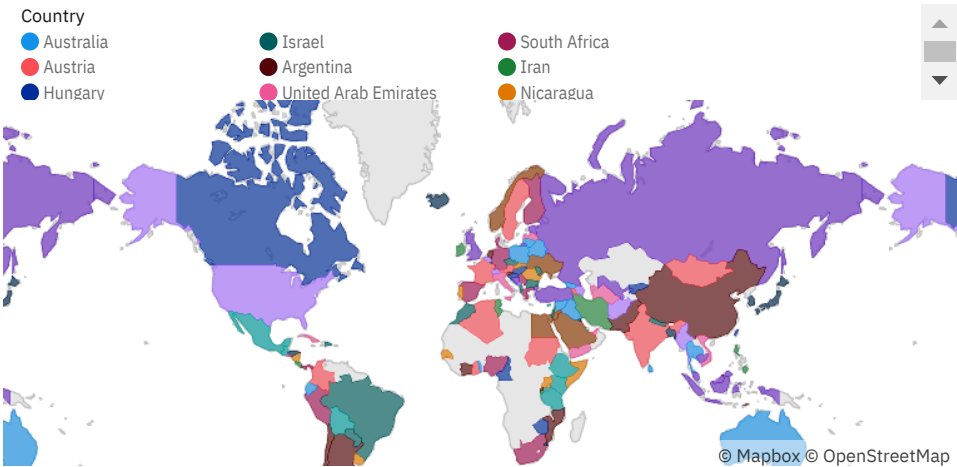 Country
Australia Israel South Africa
Austria Argentina Iran
Hungary United Arab Emirates Nicaragua
© Mapbox © OpenStreetMap